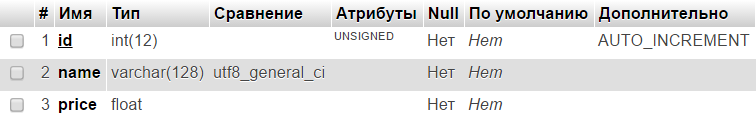 # Имя Тип Сравнение Атрибуты Null По умолчанию Дополнительно
1 id int(12) UNSIGNED Нет Нет AUTO_INCREMENT
2 name varchar(128) utf8_general_ci Нет Нет
3 price float Нет Нет